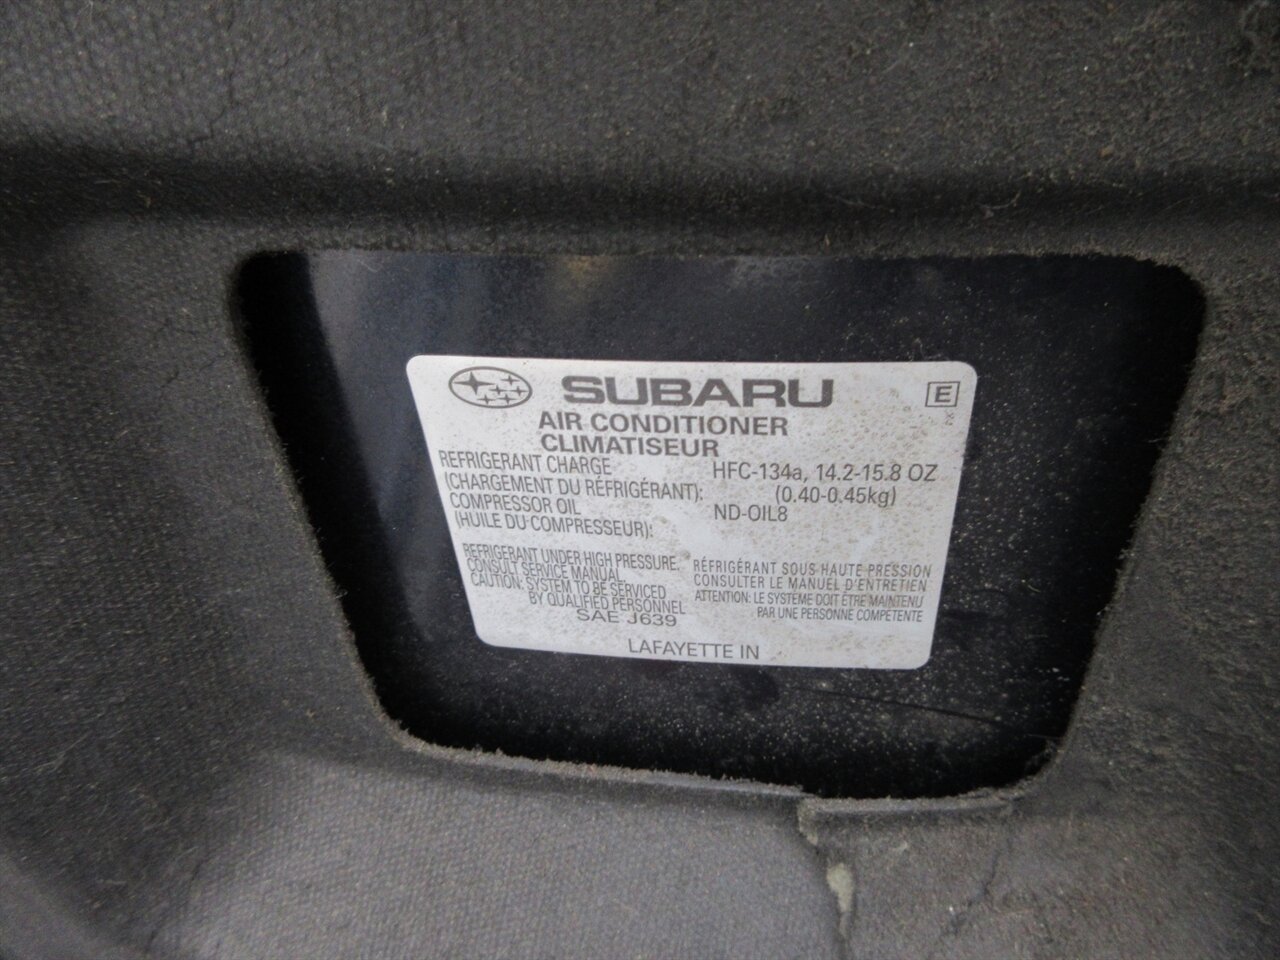 SUBARU E
AIR CONDITIONER
CLIMATISEUR
REFRIGERANT CHARGE HFC-134a, 14.2-15.8 OZ
(CHARGEMENT DU RÉFRIGÉRANT): (0.40-0.45kg)
COMPRESSOR OIL ND-OIL8
(HUILE DU COMPRESSEUR):
REFRIGERANT UNDER HIGH PRESSURE.
CONSULT SERVICE MANUAL
CAUTION: SYSTEM TO BE SERVICED
BY QUALIFIED PERSONNEL
SAE J639
RÉFRIGÉRANT SOUS HAUTE PRESSION
CONSULTER LE MANUEL D'ENTRETIEN
ATTENTION: LE SYSTEME DOIT ÊTRE MAINTENU
PAR UNE PERSONNE COMPETENTE
LAFAYETTE IN